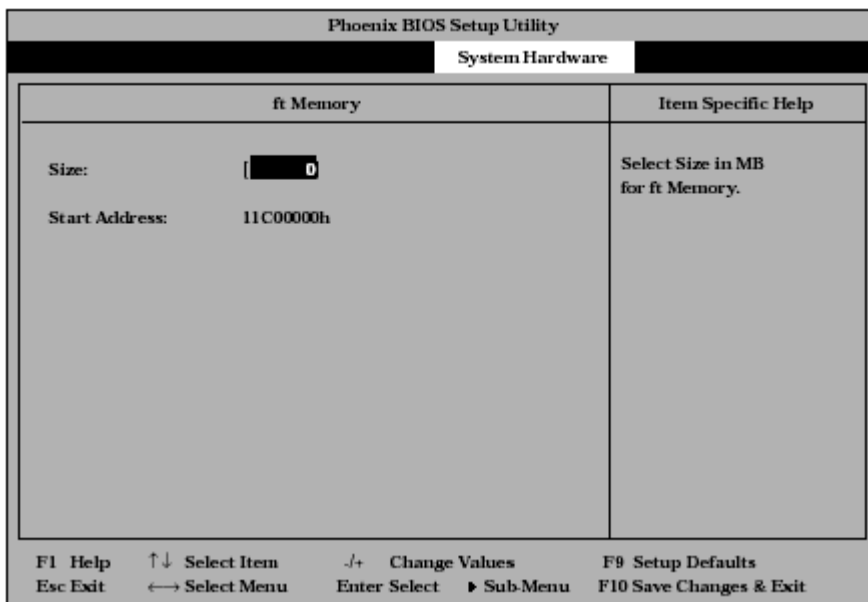 Phoenix BIOS Setup Utility
System Hardware
ft Memory
Item Specific Help
Size: [ 0]
Start Address: 11C00000h
Select Size in MB
for ft Memory.
F1 Help ↑↓ Select Item -/+ Change Values F9 Setup Defaults
Esc Exit ←→ Select Menu Enter Select ▶ Sub-Menu F10 Save Changes & Exit